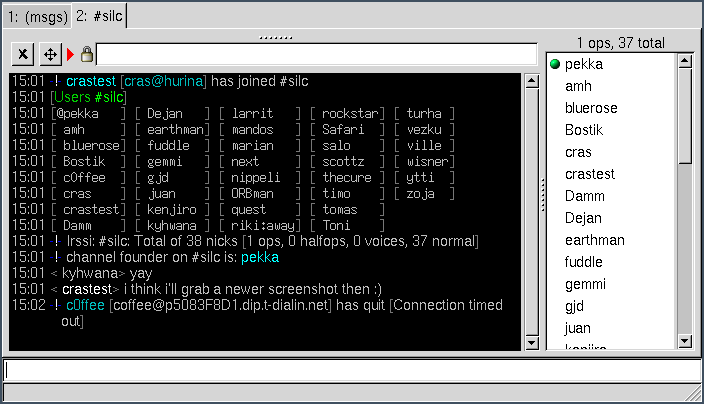 1: (msgs) 2: #silc
1 ops, 37 total
15:01 -!- crastest [cras@hurina] has joined #silc
15:01 [Users #silc]
15:01 [@pekka ] [ Dejan ] [ larrit ] [ rockstar] [ turha ]
15:01 [ amh ] [ earthman] [ mandos ] [ Safari ] [ vezku ]
15:01 [ bluerose] [ fuddle ] [ marian ] [ salo ] [ ville ]
15:01 [ Bostik ] [ gemmi ] [ next ] [ scottz ] [ wisner]
15:01 [ c0ffee ] [ gjd ] [ nippeli ] [ thecure ] [ ytti ]
15:01 [ cras ] [ juan ] [ ORBman ] [ timo ] [ zoja ]
15:01 [ crastest] [ kenjiro ] [ quest ] [ tomas ]
15:01 [ Damm ] [ kyhwana ] [ riki:away] [ Toni ]
15:01 -!- Irssi: #silc: Total of 38 nicks [1 ops, 0 halfops, 0 voices, 37 normal]
15:01 -!- channel founder on #silc is: pekka
15:01 < kyhwana> yay
15:01 < crastest> i think i'll grab a newer screenshot then :)
15:02 -!- c0ffee [coffee@p5083F8D1.dip.t-dialin.net] has quit [Connection timed
out]
pekka
amh
bluerose
Bostik
cras
crastest
Damm
Dejan
earthman
fuddle
gemmi
gjd
juan
kenjiro